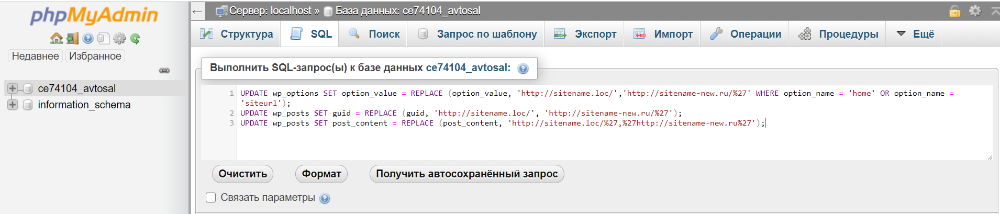 phpMyAdmin
Недавнее Избранное
ce74104_avtosal
information_schema
← Сервер: localhost » База данных: ce74104_avtosal
Структура SQL Поиск Запрос по шаблону Экспорт Импорт Операции Процедуры Ещё
Выполнить SQL-запрос(ы) к базе данных ce74104_avtosal:
1 UPDATE wp_options SET option_value = REPLACE (option_value, 'http://sitename.loc/','http://sitename-new.ru/%27' WHERE option_name = 'home' OR option_name =
'siteurl');
2 UPDATE wp_posts SET guid = REPLACE (guid, 'http://sitename.loc/', 'http://sitename-new.ru/%27');
3 UPDATE wp_posts SET post_content = REPLACE (post_content, 'http://sitename.loc/%27,%27http://sitename-new.ru%27');
Очистить Формат Получить автосохранённый запрос
Связать параметры